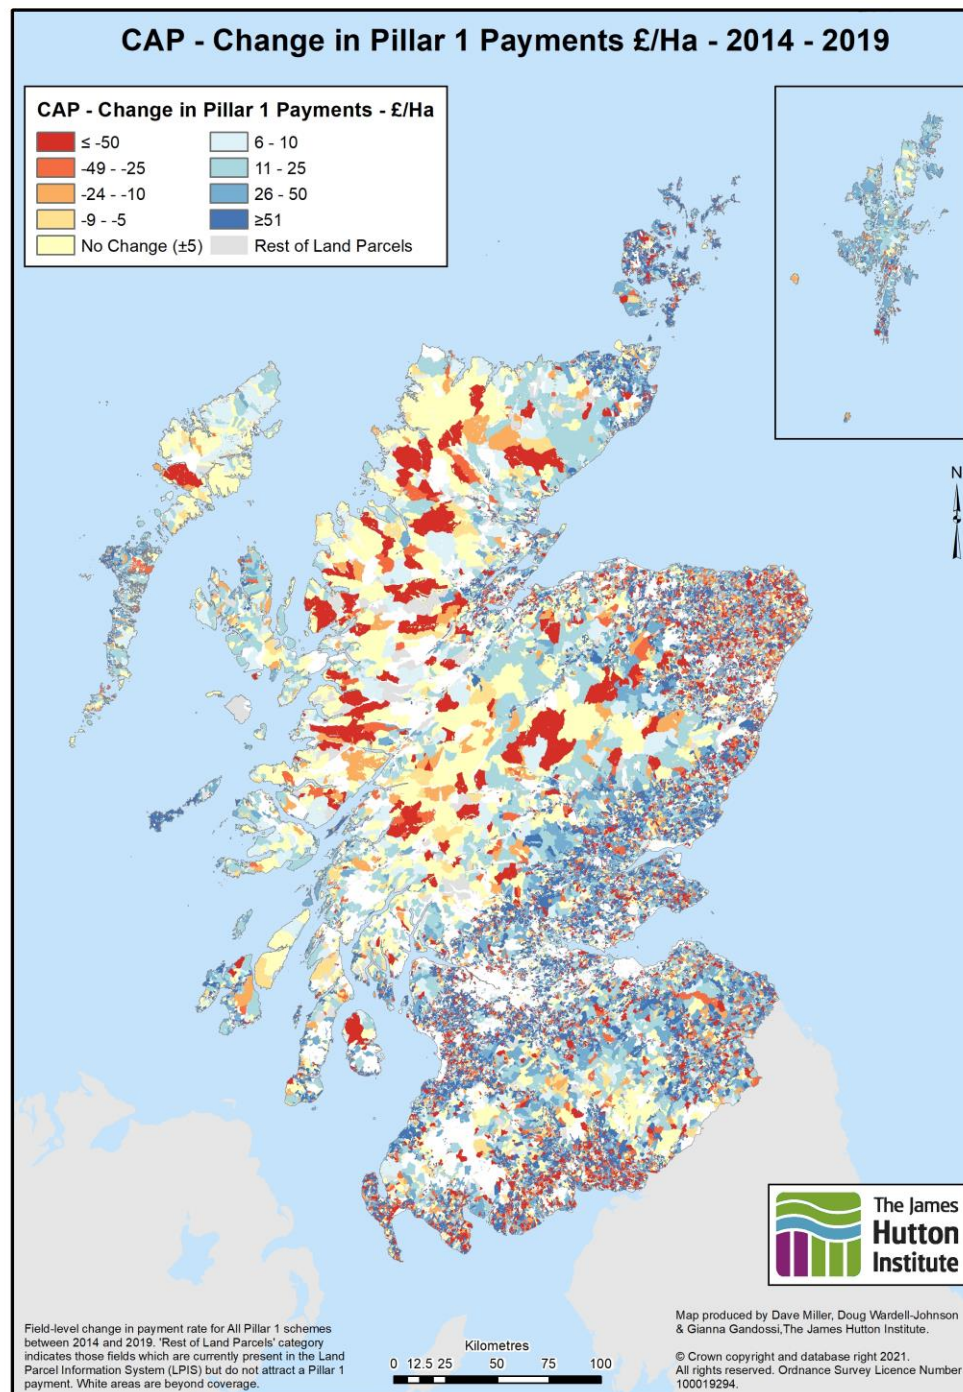 CAP - Change in Pillar 1 Payments £/Ha - 2014 - 2019
CAP - Change in Pillar 1 Payments - £/Ha
≤ -50
-49 - -25
-24 - -10
-9 - -5
No Change (±5)
6 - 10
11 - 25
26 - 50
≥51
Rest of Land Parcels
N
The James
Hutton
Institute
Field-level change in payment rate for All Pillar 1 schemes
between 2014 and 2019. 'Rest of Land Parcels' category
indicates those fields which are currently present in the Land
Parcel Information System (LPIS) but do not attract a Pillar 1
payment. White areas are beyond coverage.
Kilometres
0 12.5 25 50 75 100
Map produced by Dave Miller, Doug Wardell-Johnson
& Gianna Gandossi,The James Hutton Institute.
© Crown copyright and database right 2021.
All rights reserved. Ordnance Survey Licence Number
100019294.